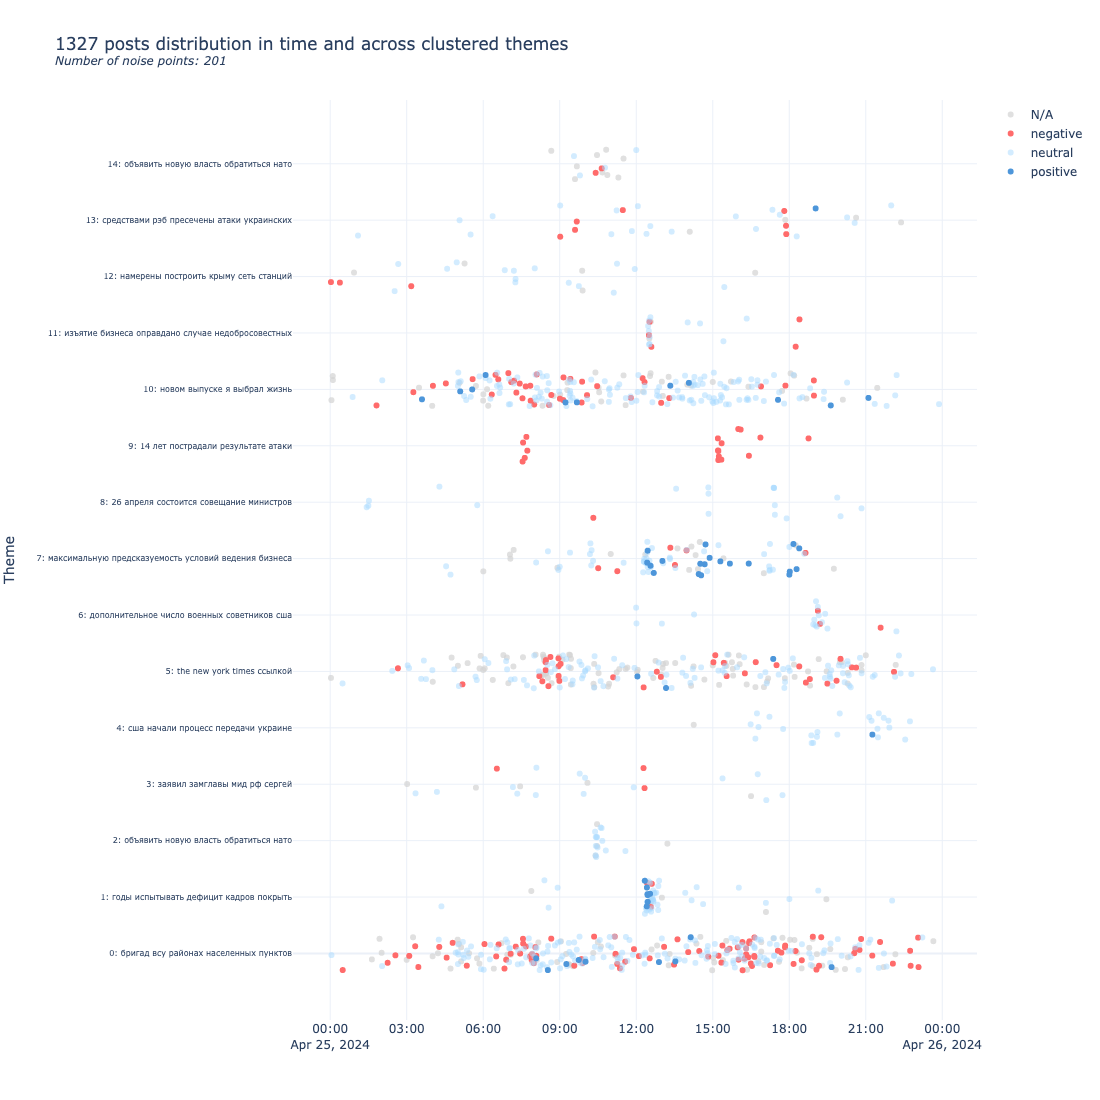 1327 posts distribution in time and across clustered themes
Number of noise points: 201
N/A
negative
neutral
positive
14: объявить новую власть обратиться нато
13: средствами рэб пресечены атаки украинских
12: намерены построить крыму сеть станций
11: изъятие бизнеса оправдано случае недобросовестных
10: новом выпуске я выбрал жизнь
9: 14 лет пострадали результате атаки
8: 26 апреля состоится совещание министров
7: максимальную предсказуемость условий ведения бизнеса
6: дополнительное число военных советников сша
5: the new york times ссылкой
4: сша начали процесс передачи украине
3: заявил замглавы мид рф сергей
2: объявить новую власть обратиться нато
1: годы испытывать дефицит кадров покрыть
0: бригад всу районах населенных пунктов
Theme
00:00 03:00 06:00 09:00 12:00 15:00 18:00 21:00 00:00
Apr 25, 2024 Apr 26, 2024